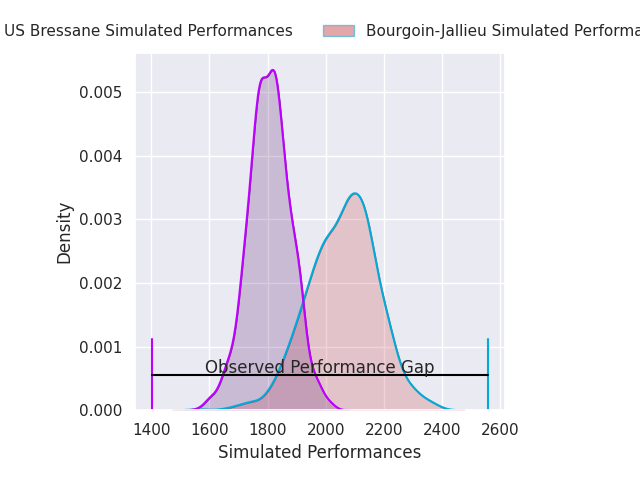 US Bressane Simulated Performances
Bourgoin-Jallieu Simulated Performa
0.005
0.004
0.003
0.002
0.001
0.000
Density
Observed Performance Gap
1400 1600 1800 2000 2200 2400 2600
Simulated Performances